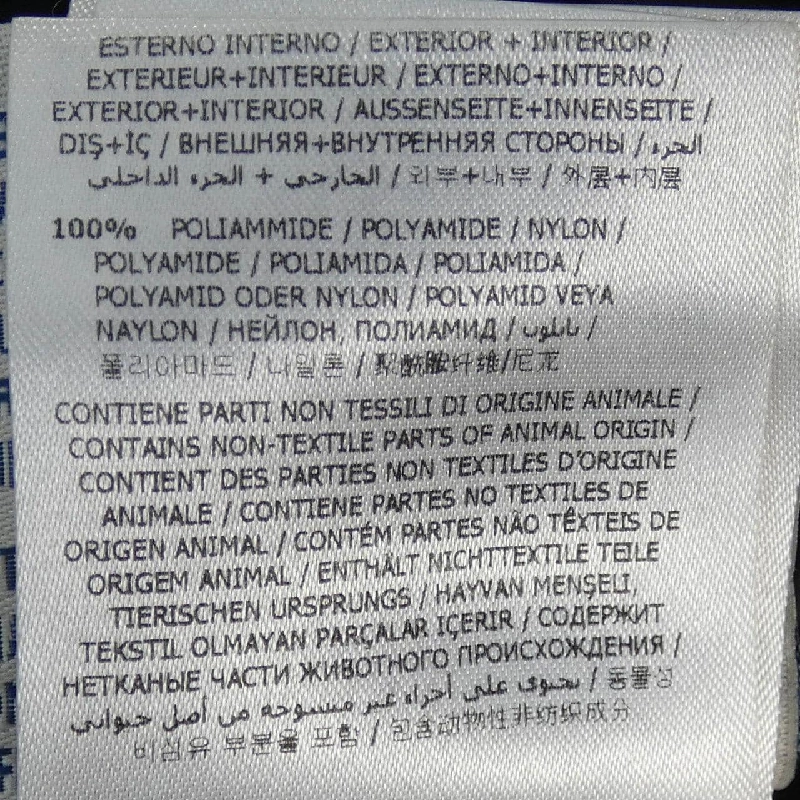 ESTERNO INTERNO / EXTERIOR + INTERIOR /
EXTERIEUR+INTERIEUR / EXTERNO+INTERNO /
EXTERIOR+INTERIOR / AUSSENSEITE+INNENSEITE /
DIŞ+İÇ / ВНЕШНЯЯ+ВНУТРЕННЯЯ СТОРОНЫ / الجزء
الخارجي + الجزء الداخلي / 외부+내부 / 外层+内层
100% POLIAMMIDE / POLYAMIDE / NYLON /
POLYAMIDE / POLIAMIDA / POLIAMIDA /
POLYAMID ODER NYLON / POLYAMID VEYA
NAYLON / НЕЙЛОН, ПОЛИАМИД / نايلون /
폴리아마드 / 나일론 / 聚酰胺纤维/尼龙
CONTIENE PARTI NON TESSILI DI ORIGINE ANIMALE /
CONTAINS NON-TEXTILE PARTS OF ANIMAL ORIGIN /
CONTIENT DES PARTIES NON TEXTILES D'ORIGINE
ANIMALE / CONTIENE PARTES NO TEXTILES DE
ORIGEN ANIMAL / CONTÉM PARTES NÃO TÊXTEIS DE
ORIGEM ANIMAL / ENTHÄLT NICHTTEXTILE TEILE
TIERISCHEN URSPRUNGS / HAYVAN MENŞELİ,
TEKSTİL OLMAYAN PARÇALAR İÇERİR / СОДЕРЖИТ
НЕТКАНЫЕ ЧАСТИ ЖИВОТНОГО ПРОИСХОЖДЕНИЯ /
يحتوي على أجزاء غير منسوجة من أصل حيواني / 동물성
비섬유 부분을 포함 / 包含动物性非纺织成分